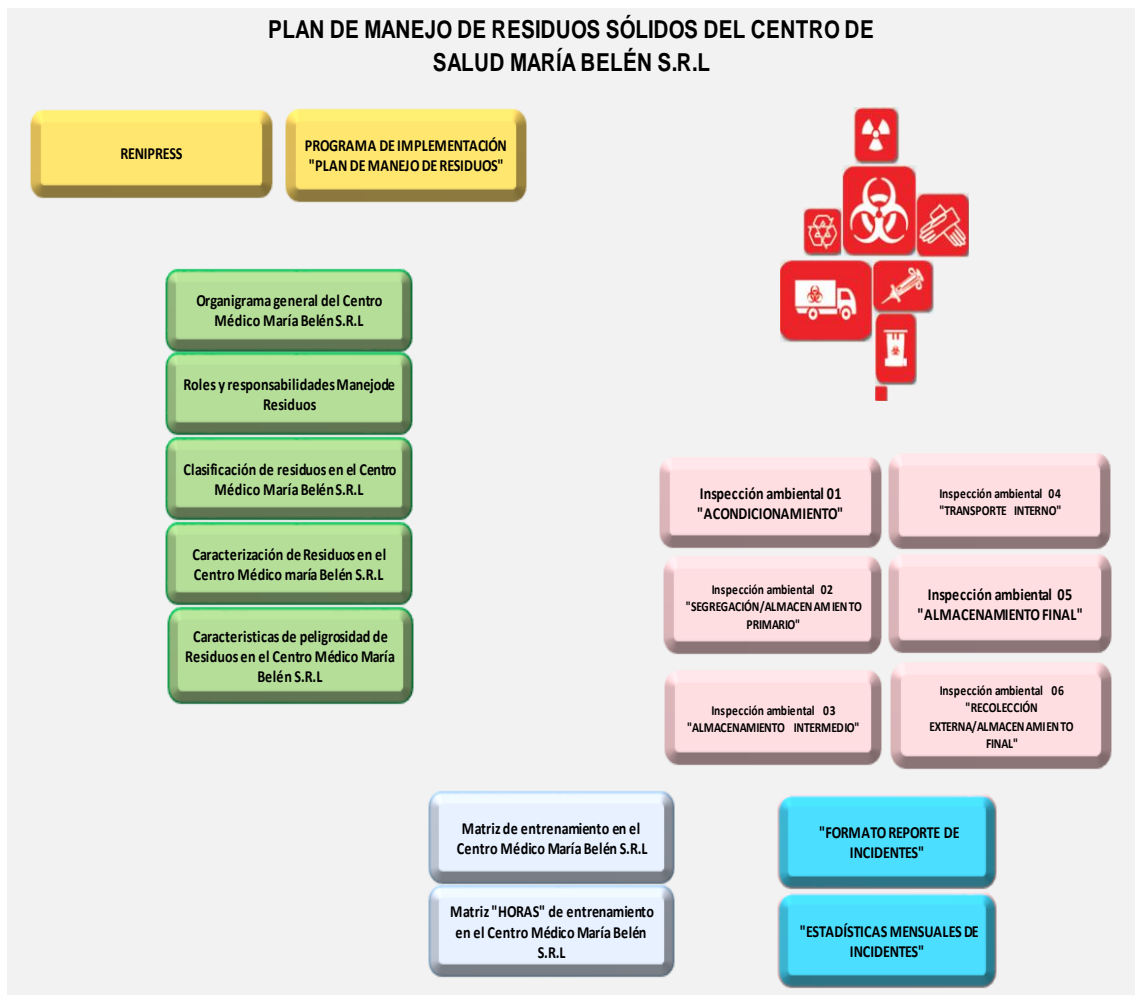 PLAN DE MANEJO DE RESIDUOS SÓLIDOS DEL CENTRO DE
SALUD MARÍA BELÉN S.R.L
RENIPRESS
PROGRAMA DE IMPLEMENTACIÓN
"PLAN DE MANEJO DE RESIDUOS"
Organigrama general del Centro
Médico María Belén S.R.L
Roles y responsabilidades Manejode
Residuos
Clasificación de residuos en el Centro
Médico María Belén S.R.L
Caracterización de Residuos en el
Centro Médico maría Belén S.R.L
Caracteristicas de peligrosidad de
Residuos en el Centro Médico María
Belén S.R.L
Inspección ambiental 01
"ACONDICIONAMIENTO"
Inspección ambiental 04
"TRANSPORTE INTERNO"
Inspección ambiental 02
"SEGREGACIÓN/ALMACENAMIENTO
PRIMARIO"
Inspección ambiental 05
"ALMACENAMIENTO FINAL"
Inspección ambiental 03
"ALMACENAMIENTO INTERMEDIO"
Inspección ambiental 06
"RECOLECCIÓN
EXTERNA/ALMACENAMIENTO
FINAL"
Matriz de entrenamiento en el
Centro Médico María Belén S.R.L
Matriz "HORAS" de entrenamiento
en el Centro Médico María Belén
S.R.L
"FORMATO REPORTE DE
INCIDENTES"
"ESTADÍSTICAS MENSUALES DE
INCIDENTES"